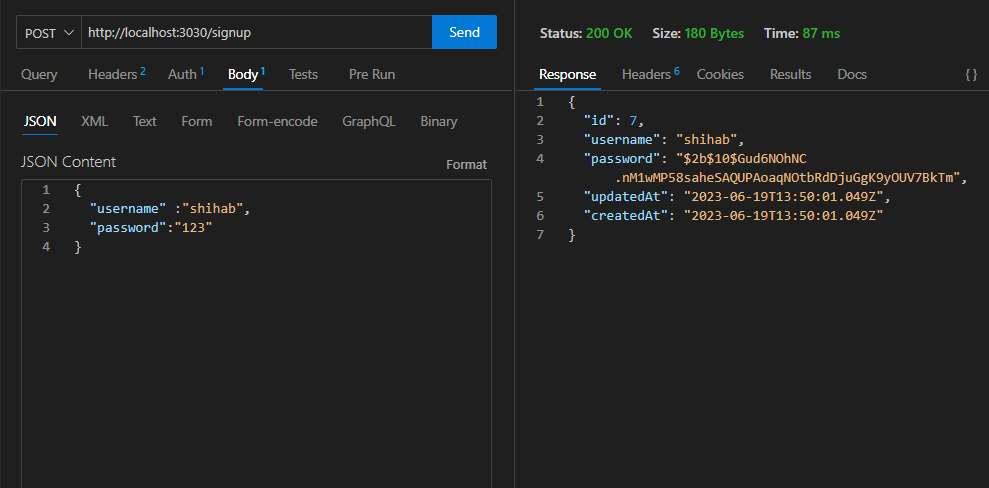 POST http://localhost:3030/signup Send
Query Headers 2 Auth 1 Body 1 Tests Pre Run
JSON XML Text Form Form-encode GraphQL Binary
JSON Content Format
1 {
2 "username" :"shihab",
3 "password":"123"
4 }
Status: 200 OK Size: 180 Bytes Time: 87 ms
Response Headers 6 Cookies Results Docs {}
1 {
2 "id": 7,
3 "username": "shihab",
4 "password": "$2b$10$Gud6NOhNC
.nM1wMP58saheSAQUPAoaqNOtbRdDjuGgK9yOUV7BkTm",
5 "updatedAt": "2023-06-19T13:50:01.049Z",
6 "createdAt": "2023-06-19T13:50:01.049Z"
7 }